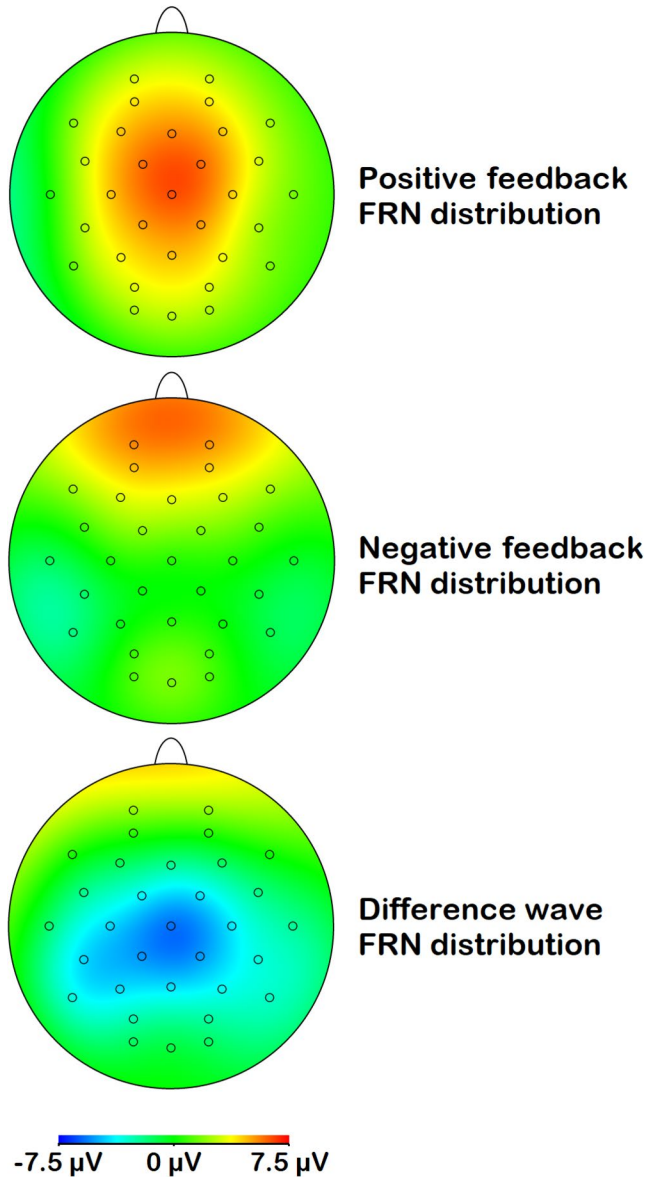 Positive feedback
FRN distribution
Negative feedback
FRN distribution
Difference wave
FRN distribution
-7.5 µV 0 µV 7.5 µV